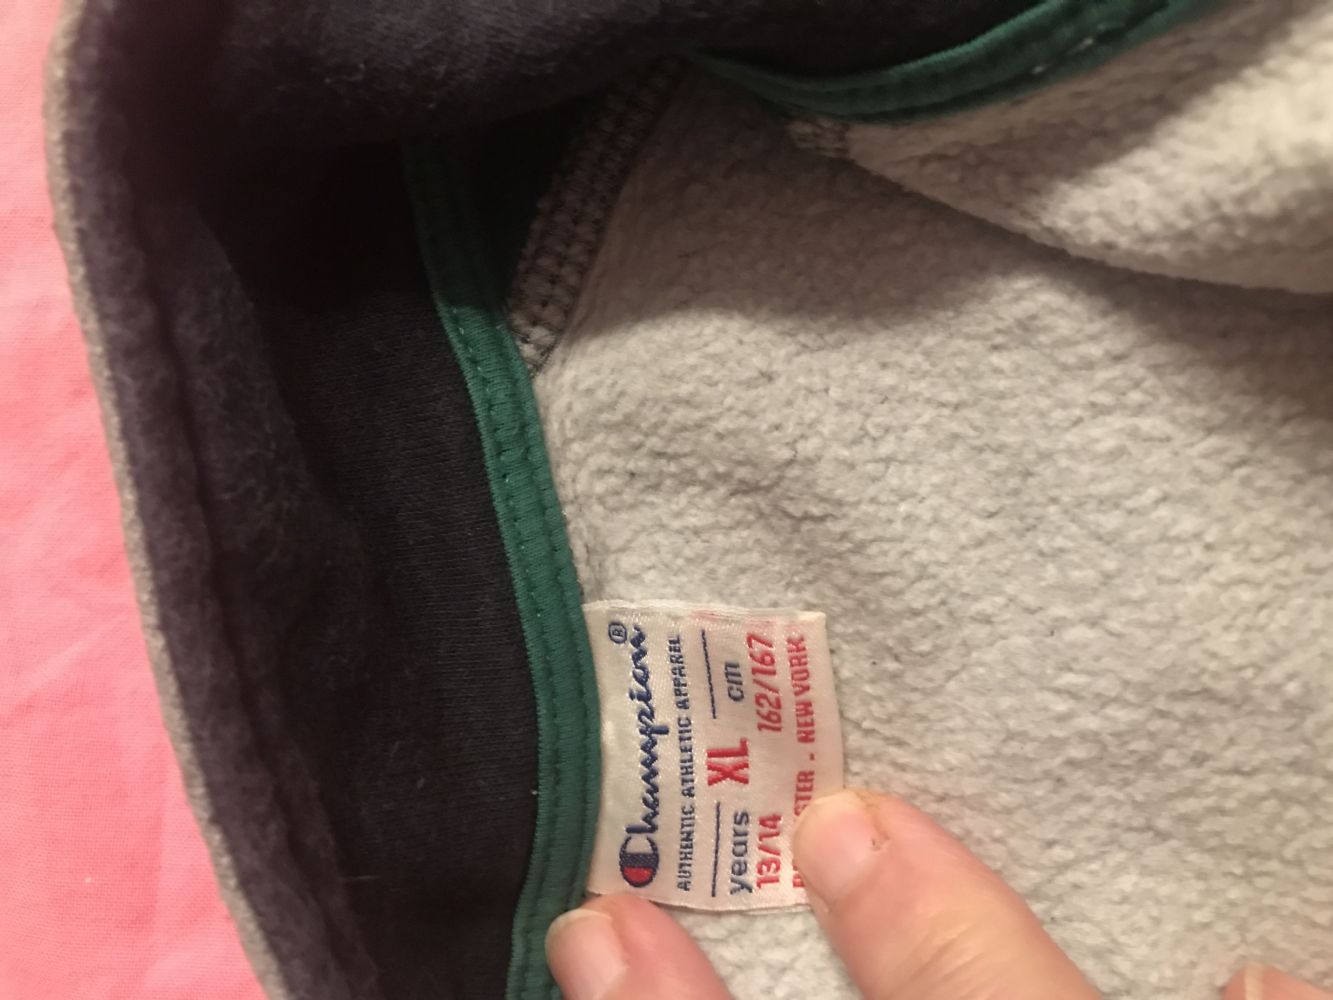 Champion®
AUTHENTIC ATHLETIC APPAREL
XL
years cm
13/14 162/167
NEW YORK